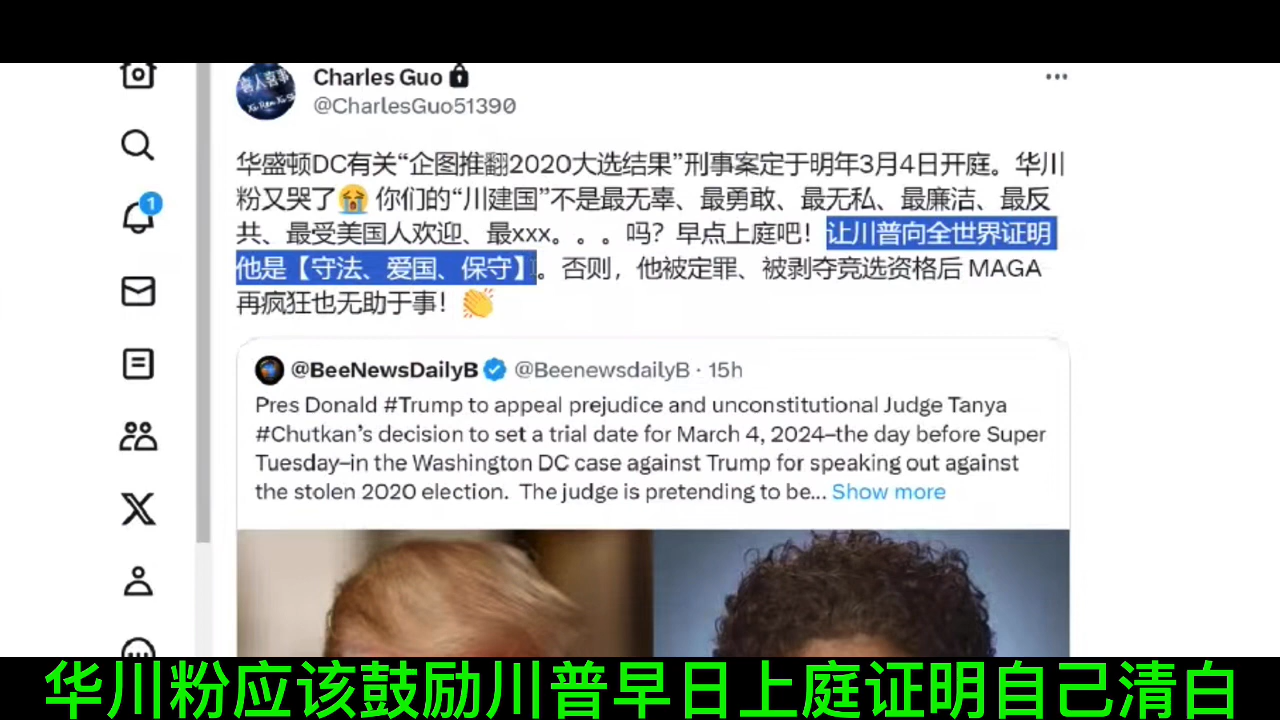 喜人喜事
Charles Guo
@CharlesGuo51390
华盛顿DC有关“企图推翻2020大选结果”刑事案定于明年3月4日开庭。华川
粉又哭了😭 你们的“川建国”不是最无辜、最勇敢、最无私、最廉洁、最反
共、最受美国人欢迎、最xxx。。。吗？早点上庭吧！让川普向全世界证明
他是【守法、爱国、保守】。否则，他被定罪、被剥夺竞选资格后 MAGA
再疯狂也无助于事！👏
1
@BeeNewsDailyB @BeenewsdailyB · 15h
Pres Donald #Trump to appeal prejudice and unconstitutional Judge Tanya
#Chutkan’s decision to set a trial date for March 4, 2024–the day before Super
Tuesday–in the Washington DC case against Trump for speaking out against
the stolen 2020 election. The judge is pretending to be... Show more
华川粉应该鼓励川普早日上庭证明自己清白